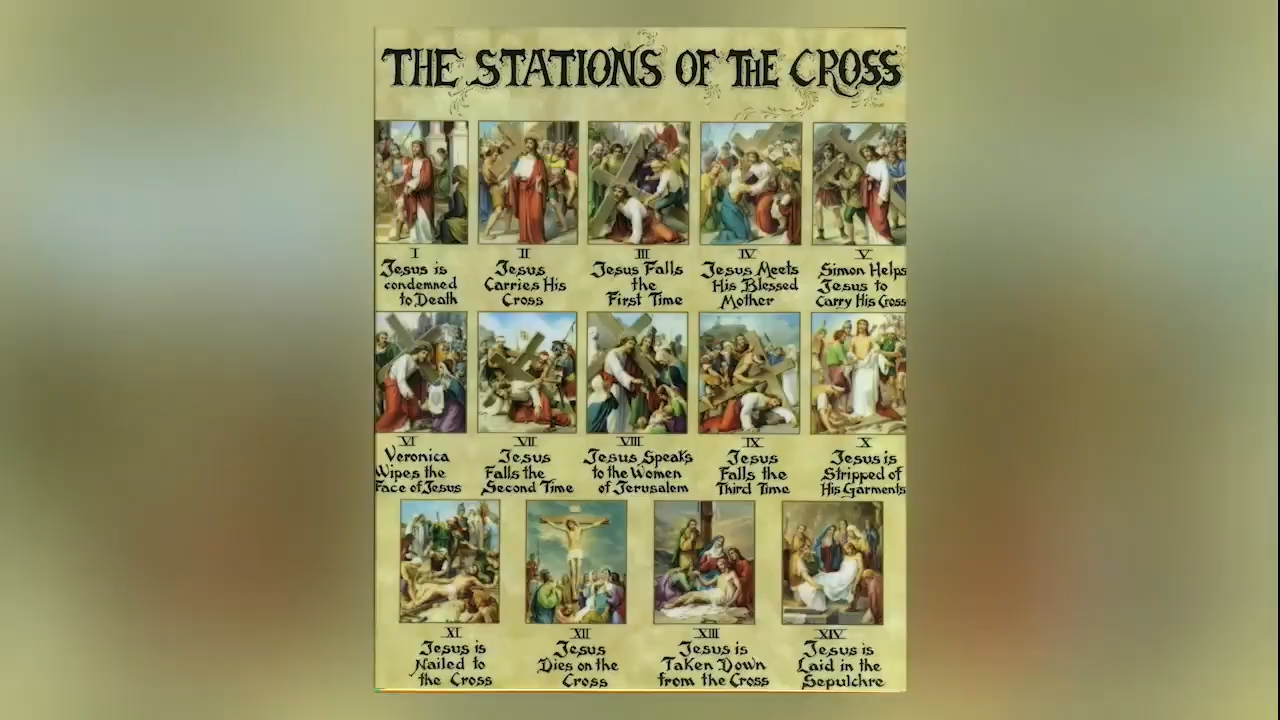 THE STATIONS OF THE CROSS
I
Jesus is
condemned
to Death
II
Jesus
Carries His
Cross
III
Jesus Falls
the
First Time
IV
Jesus Meets
His Blessed
Mother
V
Simon Helps
Jesus to
Carry His Cross
VI
Veronica
Wipes the
Face of Jesus
VII
Jesus
Falls the
Second Time
VIII
Jesus Speaks
to the Women
of Jerusalem
IX
Jesus
Falls the
Third Time
X
Jesus is
Stripped of
His Garments
XI
Jesus is
Nailed to
the Cross
XII
Jesus
Dies on the
Cross
XIII
Jesus is
Taken Down
from the Cross
XIV
Jesus is
Laid in the
Sepulchre